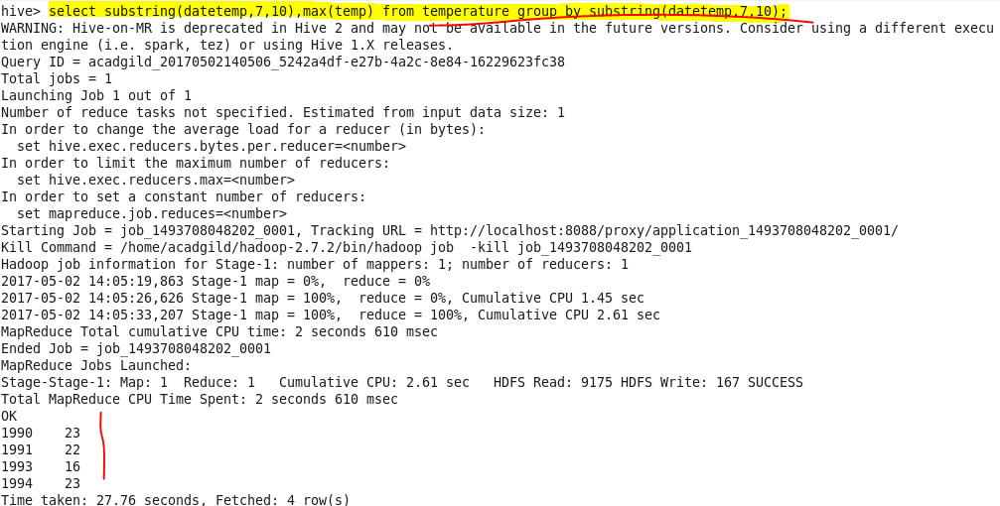 hive> select substring(datetemp,7,10),max(temp) from temperature group by substring(datetemp,7,10);
WARNING: Hive-on-MR is deprecated in Hive 2 and may not be available in the future versions. Consider using a different execu
tion engine (i.e. spark, tez) or using Hive 1.X releases.
Query ID = acadgild_20170502140506_5242a4df-e27b-4a2c-8e84-16229623fc38
Total jobs = 1
Launching Job 1 out of 1
Number of reduce tasks not specified. Estimated from input data size: 1
In order to change the average load for a reducer (in bytes):
  set hive.exec.reducers.bytes.per.reducer=<number>
In order to limit the maximum number of reducers:
  set hive.exec.reducers.max=<number>
In order to set a constant number of reducers:
  set mapreduce.job.reduces=<number>
Starting Job = job_1493708048202_0001, Tracking URL = http://localhost:8088/proxy/application_1493708048202_0001/
Kill Command = /home/acadgild/hadoop-2.7.2/bin/hadoop job  -kill job_1493708048202_0001
Hadoop job information for Stage-1: number of mappers: 1; number of reducers: 1
2017-05-02 14:05:19,863 Stage-1 map = 0%,  reduce = 0%
2017-05-02 14:05:26,626 Stage-1 map = 100%,  reduce = 0%, Cumulative CPU 1.45 sec
2017-05-02 14:05:33,207 Stage-1 map = 100%,  reduce = 100%, Cumulative CPU 2.61 sec
MapReduce Total cumulative CPU time: 2 seconds 610 msec
Ended Job = job_1493708048202_0001
MapReduce Jobs Launched:
Stage-Stage-1: Map: 1  Reduce: 1   Cumulative CPU: 2.61 sec   HDFS Read: 9175 HDFS Write: 167 SUCCESS
Total MapReduce CPU Time Spent: 2 seconds 610 msec
OK
1990    23
1991    22
1993    16
1994    23
Time taken: 27.76 seconds, Fetched: 4 row(s)